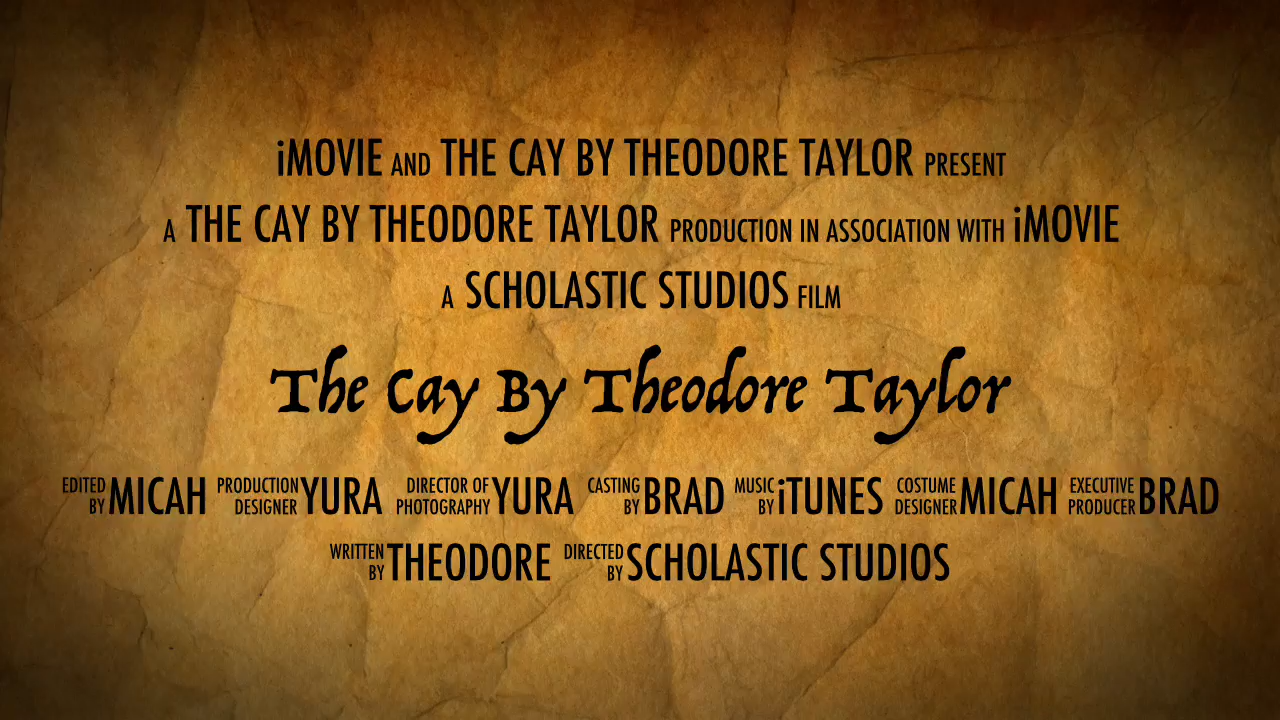 iMOVIE AND THE CAY BY THEODORE TAYLOR PRESENT
A THE CAY BY THEODORE TAYLOR PRODUCTION IN ASSOCIATION WITH iMOVIE
A SCHOLASTIC STUDIOS FILM
The Cay By Theodore Taylor
EDITED BY MICAH PRODUCTION DESIGNER YURA DIRECTOR OF PHOTOGRAPHY YURA CASTING BY BRAD MUSIC BY iTUNES COSTUME DESIGNER MICAH EXECUTIVE PRODUCER BRAD
WRITTEN BY THEODORE DIRECTED BY SCHOLASTIC STUDIOS